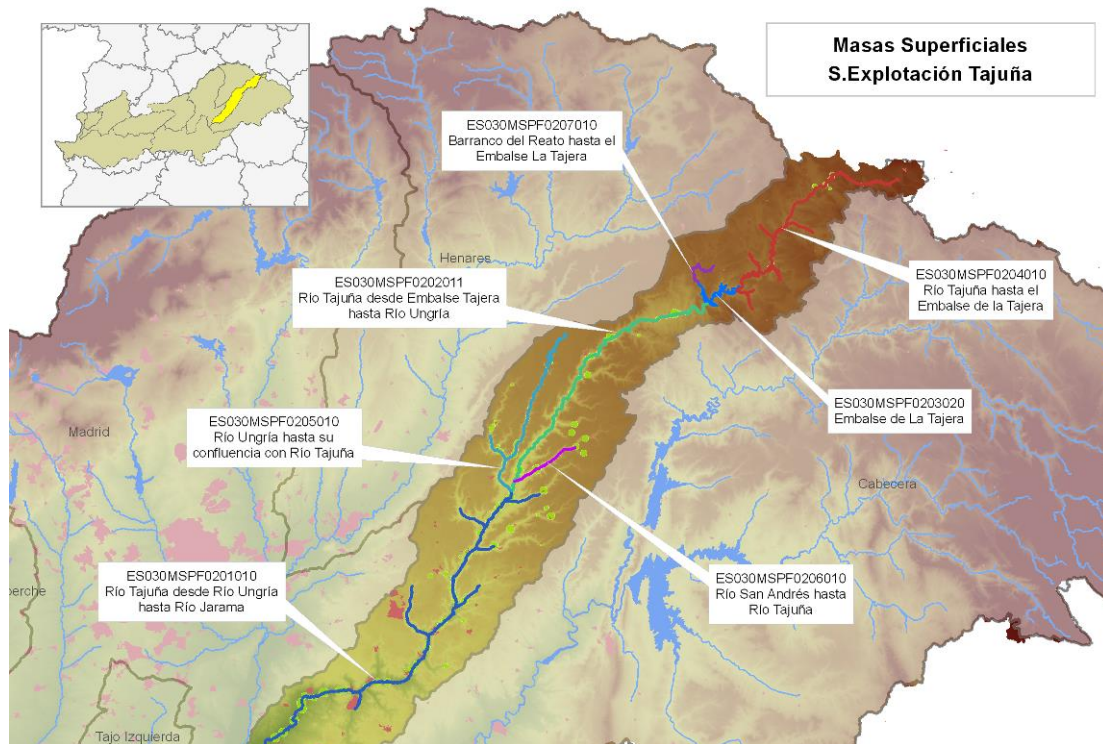 Masas Superficiales
S.Explotación Tajuña
ES030MSPF0207010
Barranco del Reato hasta el
Embalse La Tajera
Henares
ES030MSPF0202011
Río Tajuña desde Embalse Tajera
hasta Río Ungría
ES030MSPF0204010
Río Tajuña hasta el
Embalse de la Tajera
ES030MSPF0203020
Embalse de La Tajera
ES030MSPF0205010
Río Ungría hasta su
confluencia con Río Tajuña
Madrid
Cabecera
ES030MSPF0201010
Río Tajuña desde Río Ungría
hasta Río Jarama
ES030MSPF0206010
Río San Andrés hasta
Río Tajuña
erche
Tajo Izquierda